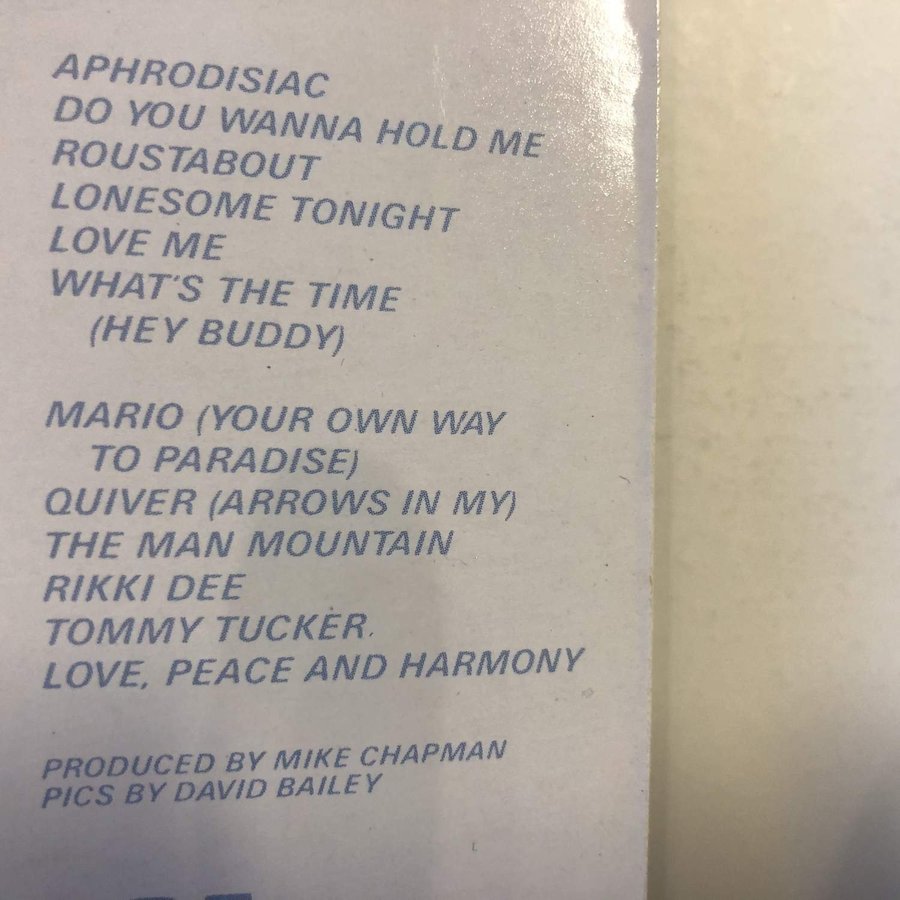 APHRODISIAC
DO YOU WANNA HOLD ME
ROUSTABOUT
LONESOME TONIGHT
LOVE ME
WHAT'S THE TIME
(HEY BUDDY)
MARIO (YOUR OWN WAY
TO PARADISE)
QUIVER (ARROWS IN MY)
THE MAN MOUNTAIN
RIKKI DEE
TOMMY TUCKER.
LOVE, PEACE AND HARMONY
PRODUCED BY MIKE CHAPMAN
PICS BY DAVID BAILEY